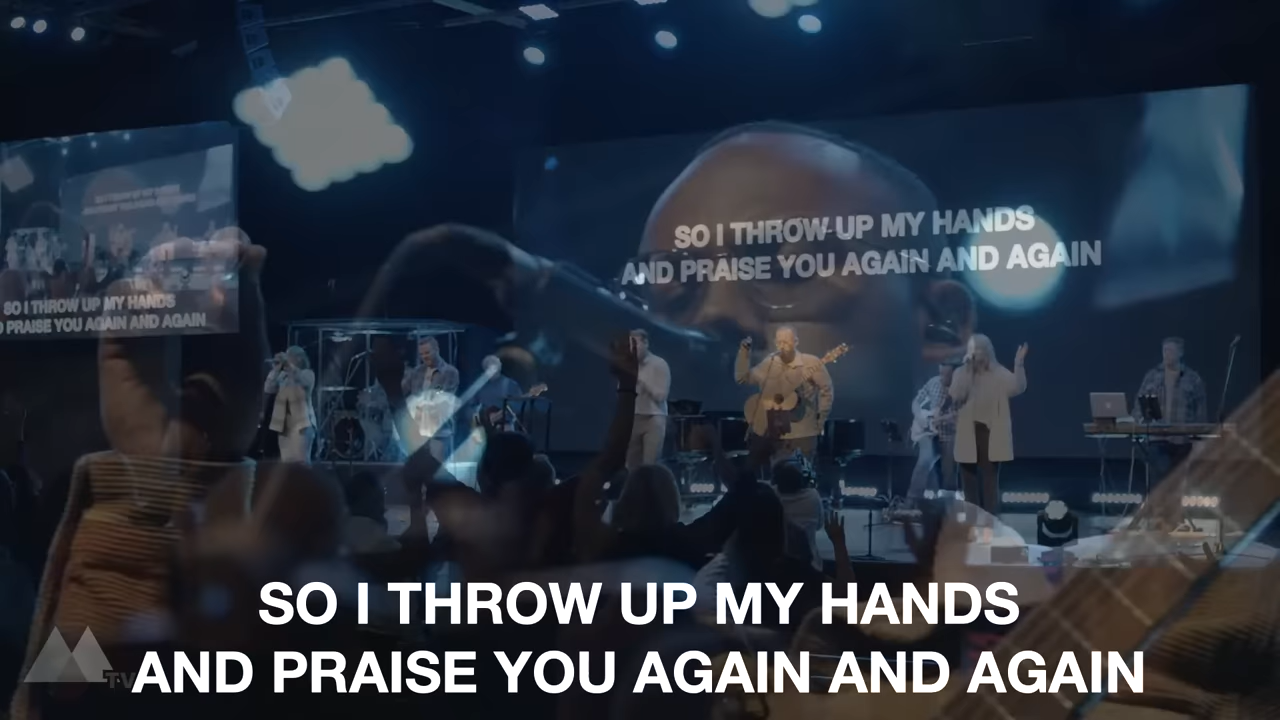 SO I THROW UP MY HANDS
AND PRAISE YOU AGAIN AND AGAIN
SO I THROW UP MY HANDS
PRAISE YOU AGAIN AND AGAIN
SO I THROW UP MY HANDS
AND PRAISE YOU AGAIN AND AGAIN
TV